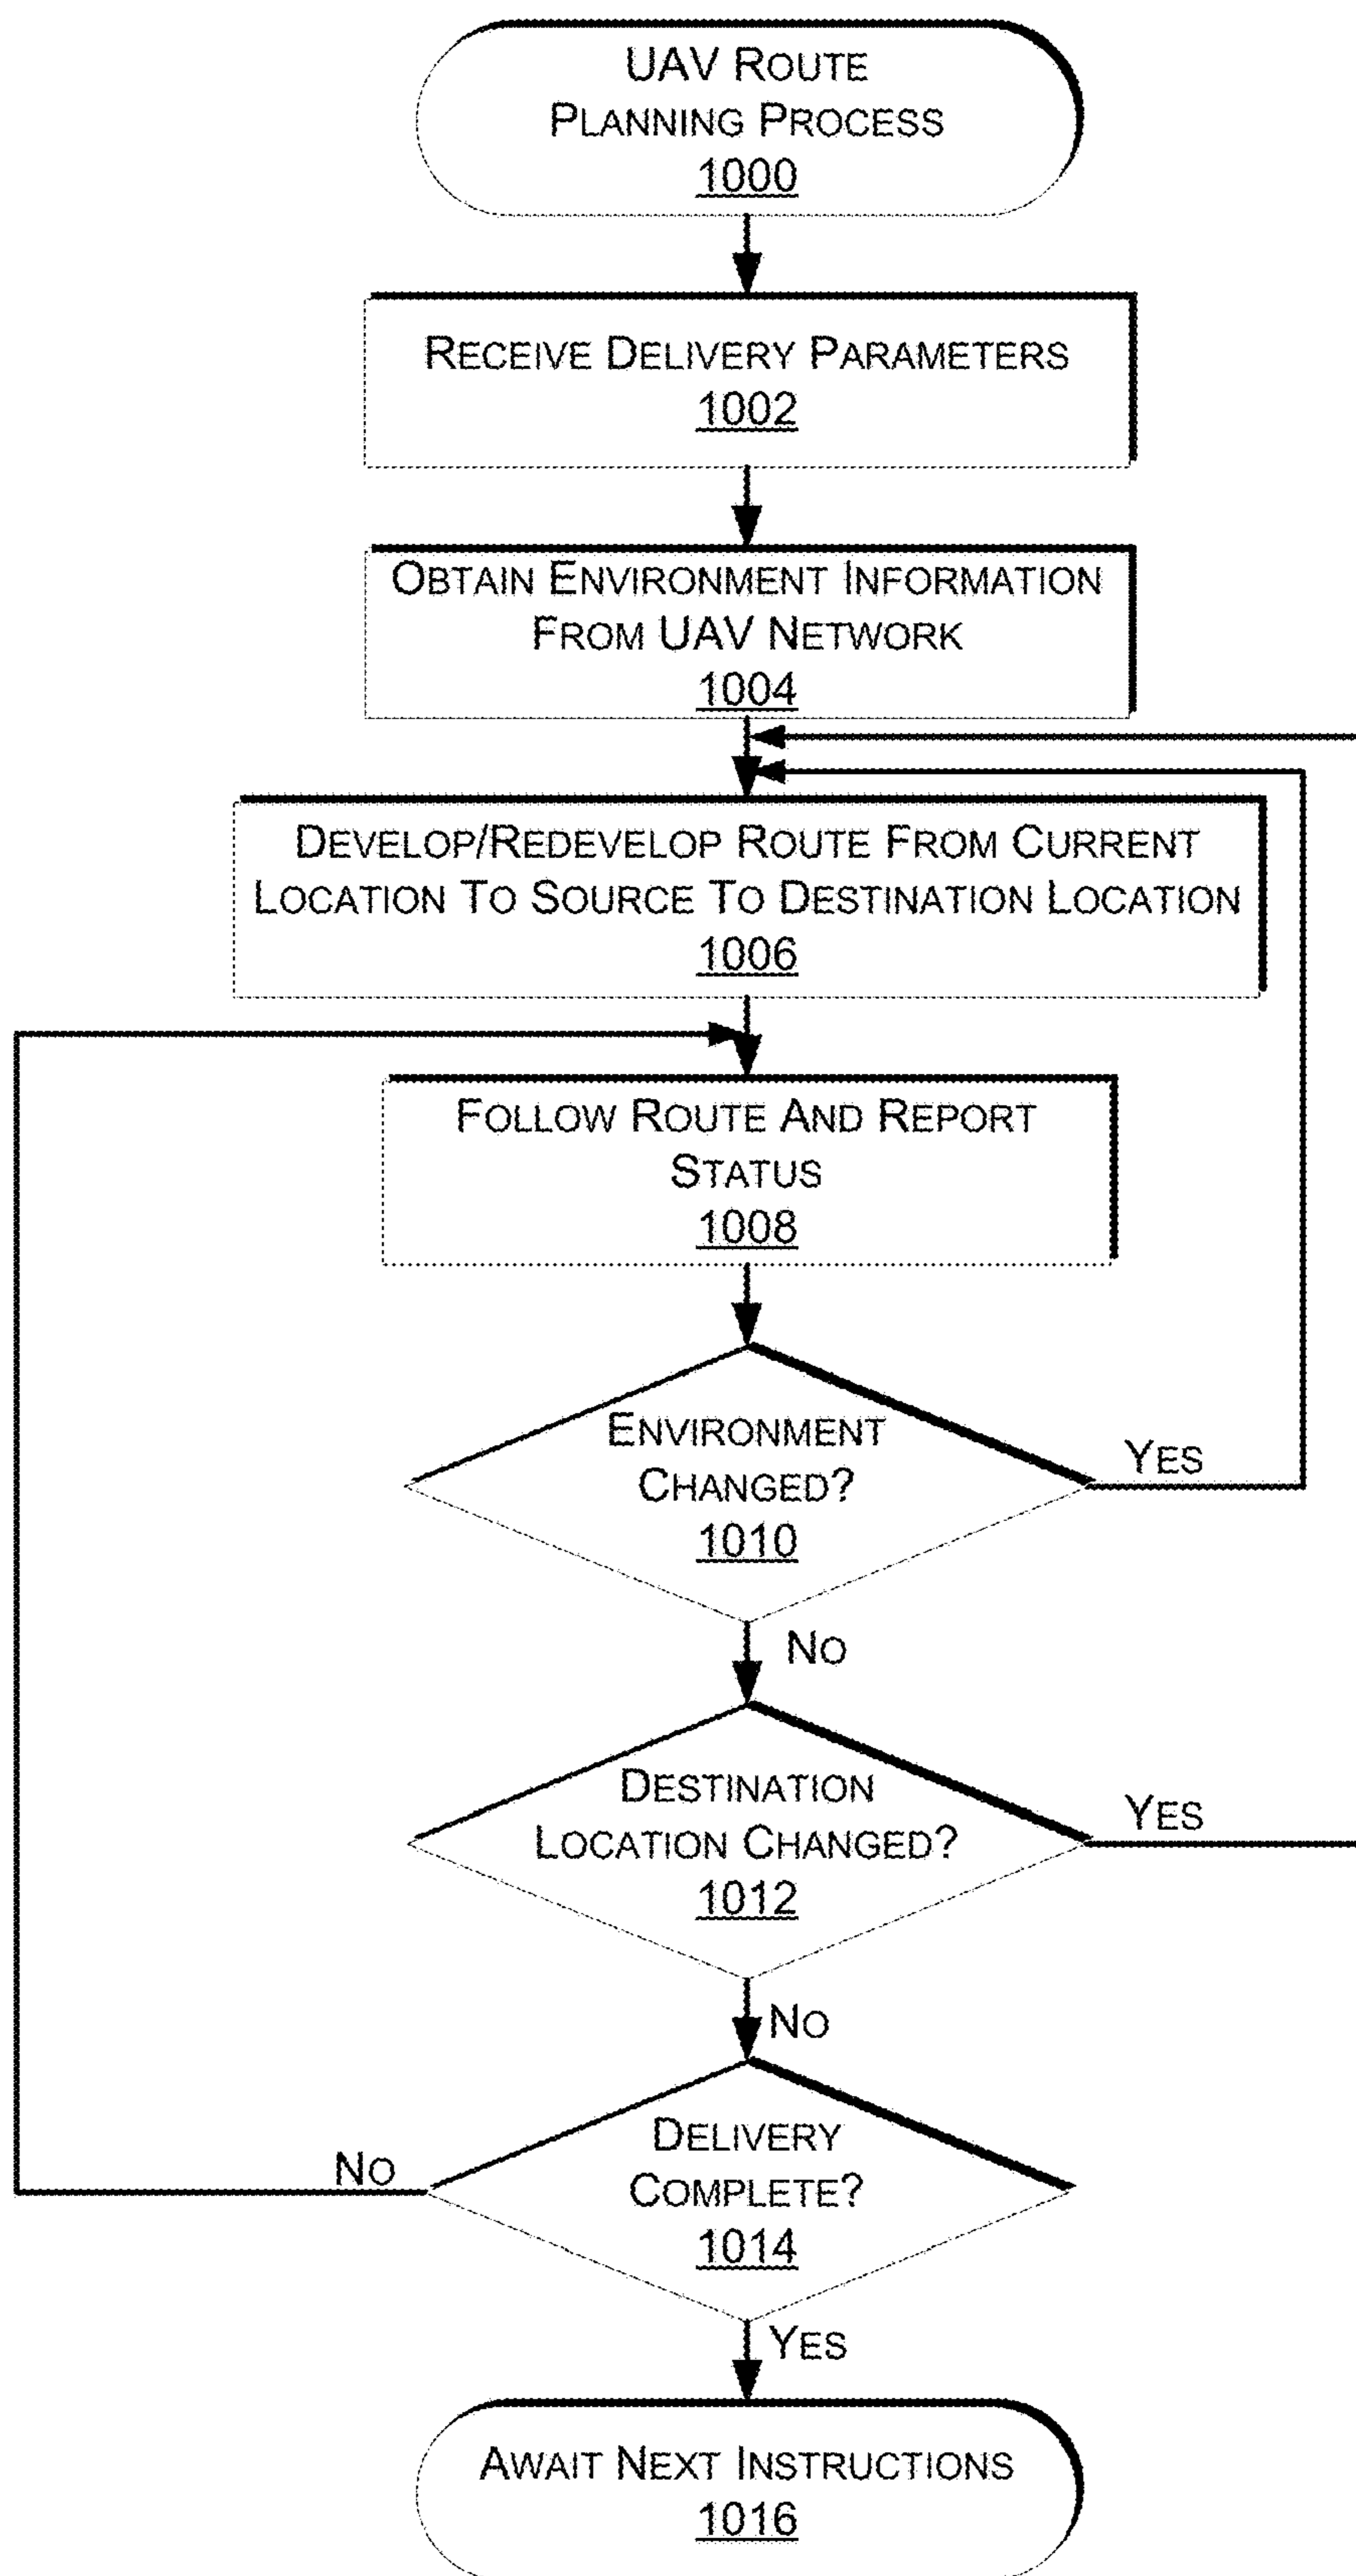 UAV ROUTE
PLANNING PROCESS
1000
RECEIVE DELIVERY PARAMETERS
1002
OBTAIN ENVIRONMENT INFORMATION
FROM UAV NETWORK
1004
DEVELOP/REDEVELOP ROUTE FROM CURRENT
LOCATION TO SOURCE TO DESTINATION LOCATION
1006
FOLLOW ROUTE AND REPORT
STATUS
1008
ENVIRONMENT
CHANGED?
1010
YES
NO
DESTINATION
LOCATION CHANGED?
1012
YES
NO
DELIVERY
COMPLETE?
1014
NO
YES
AWAIT NEXT INSTRUCTIONS
1016